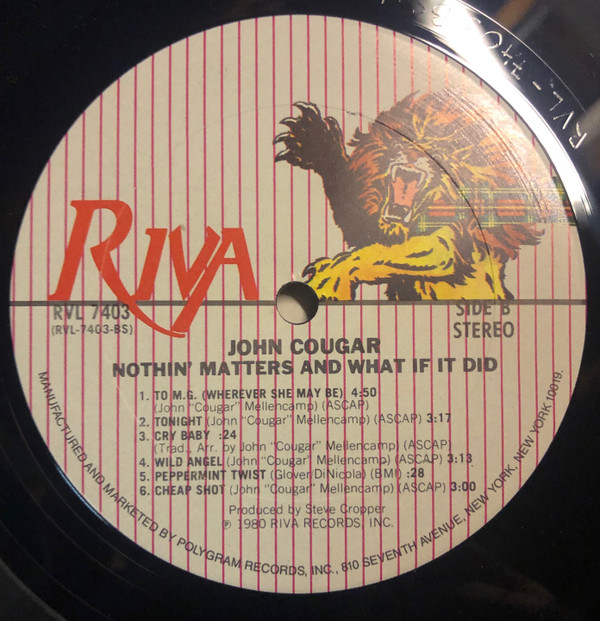 RVL-7403
RIVA
RVL 7403
(RVL-7403-BS)
SIDE B
STEREO
JOHN COUGAR
NOTHIN' MATTERS AND WHAT IF IT DID
1. TO M.G. (WHEREVER SHE MAY BE) 4:50
(John "Cougar" Mellencamp) (ASCAP)
2. TONIGHT (John "Cougar" Mellencamp) (ASCAP) 3:17
3. CRY BABY :24
(Trad., Arr. by John "Cougar" Mellencamp) (ASCAP)
4. WILD ANGEL (John "Cougar" Mellencamp) (ASCAP) 3:13
5. PEPPERMINT TWIST (Glover/DiNicola) (BMI) :28
6. CHEAP SHOT (John "Cougar" Mellencamp) (ASCAP) 3:00
Produced by Steve Cropper
℗ 1980 RIVA RECORDS, INC.
MANUFACTURED AND MARKETED BY POLYGRAM RECORDS, INC., 810 SEVENTH AVENUE, NEW YORK, NEW YORK 10019.